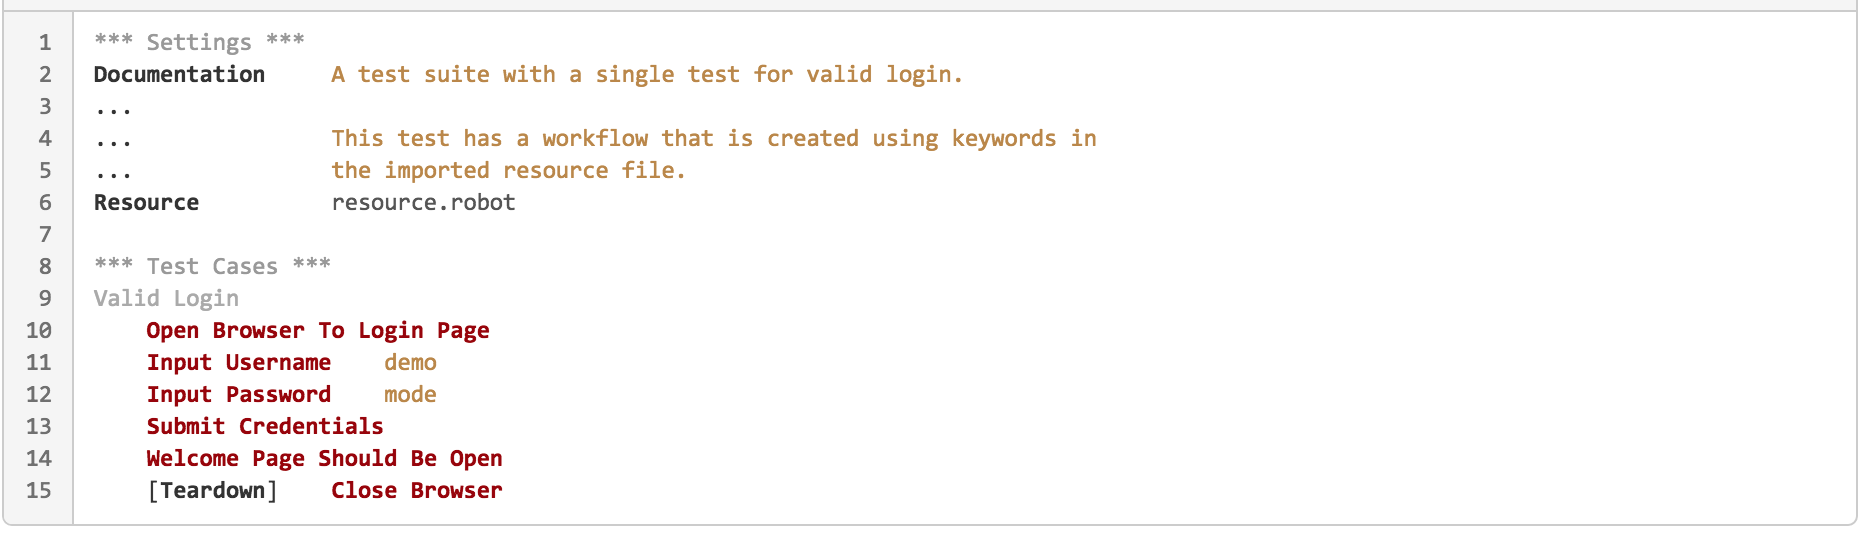 1 *** Settings ***
2 Documentation     A test suite with a single test for valid login.
3 ...
4 ...               This test has a workflow that is created using keywords in
5 ...               the imported resource file.
6 Resource          resource.robot
7
8 *** Test Cases ***
9 Valid Login
10     Open Browser To Login Page
11     Input Username    demo
12     Input Password    mode
13     Submit Credentials
14     Welcome Page Should Be Open
15     [Teardown]    Close Browser